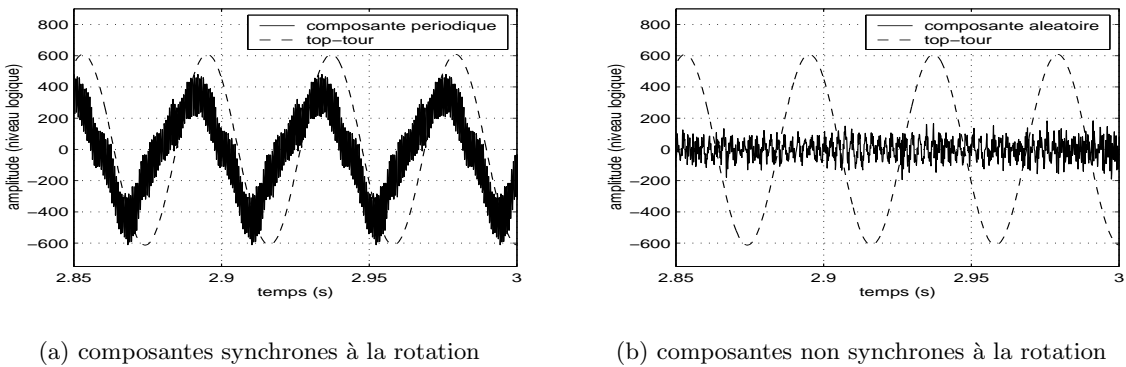 800
600
400
200
0
−200
−400
−600
amplitude (niveau logique)
composante periodique
top−tour
2.85
2.9
2.95
3
temps (s)
(a) composantes synchrones à la rotation
800
600
400
200
0
−200
−400
−600
amplitude (niveau logique)
composante aleatoire
top−tour
2.85
2.9
2.95
3
temps (s)
(b) composantes non synchrones à la rotation